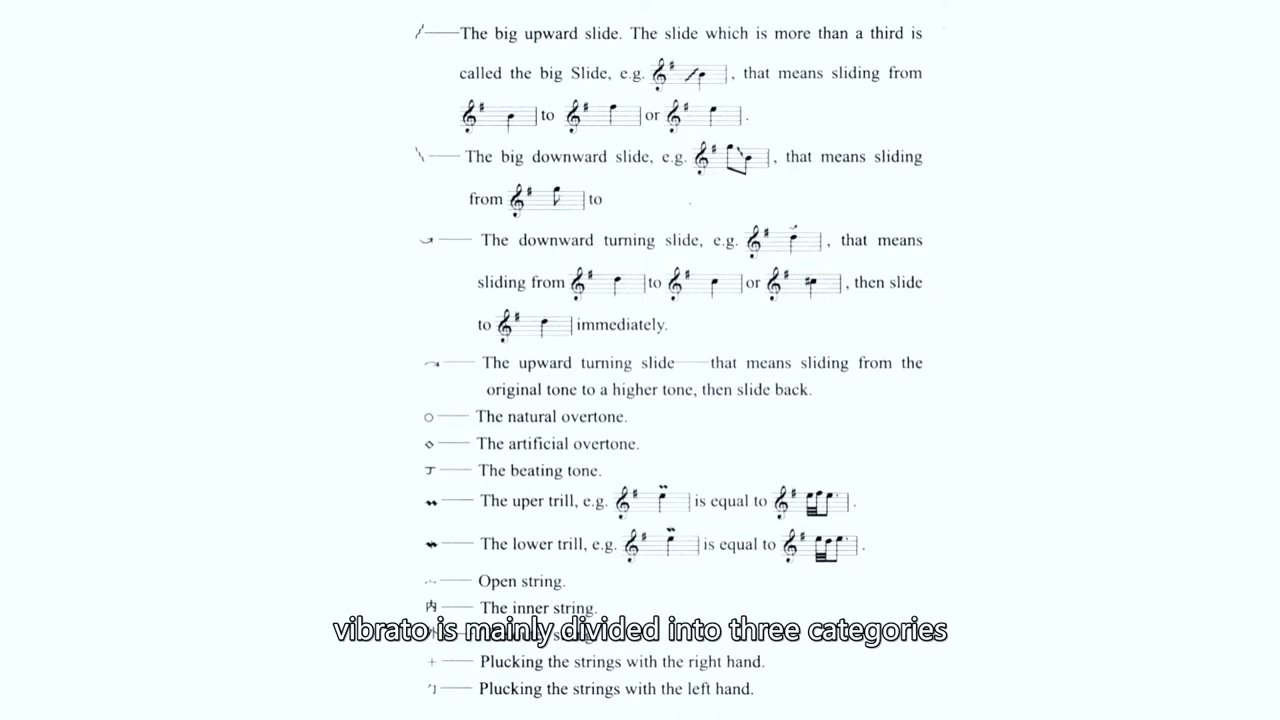 The big upward slide. The slide which is more than a third is
called the big Slide, e.g. , that means sliding from
to or .
The big downward slide, e.g. , that means sliding
from to .
The downward turning slide, e.g. , that means
sliding from to or , then slide
to immediately.
The upward turning slide——that means sliding from the
original tone to a higher tone, then slide back.
The natural overtone.
The artificial overtone.
The beating tone.
The uper trill, e.g. is equal to .
The lower trill, e.g. is equal to .
Open string.
内 —— The inner string.
vibrato is mainly divided into three categories
+ —— Plucking the strings with the right hand.
Plucking the strings with the left hand.